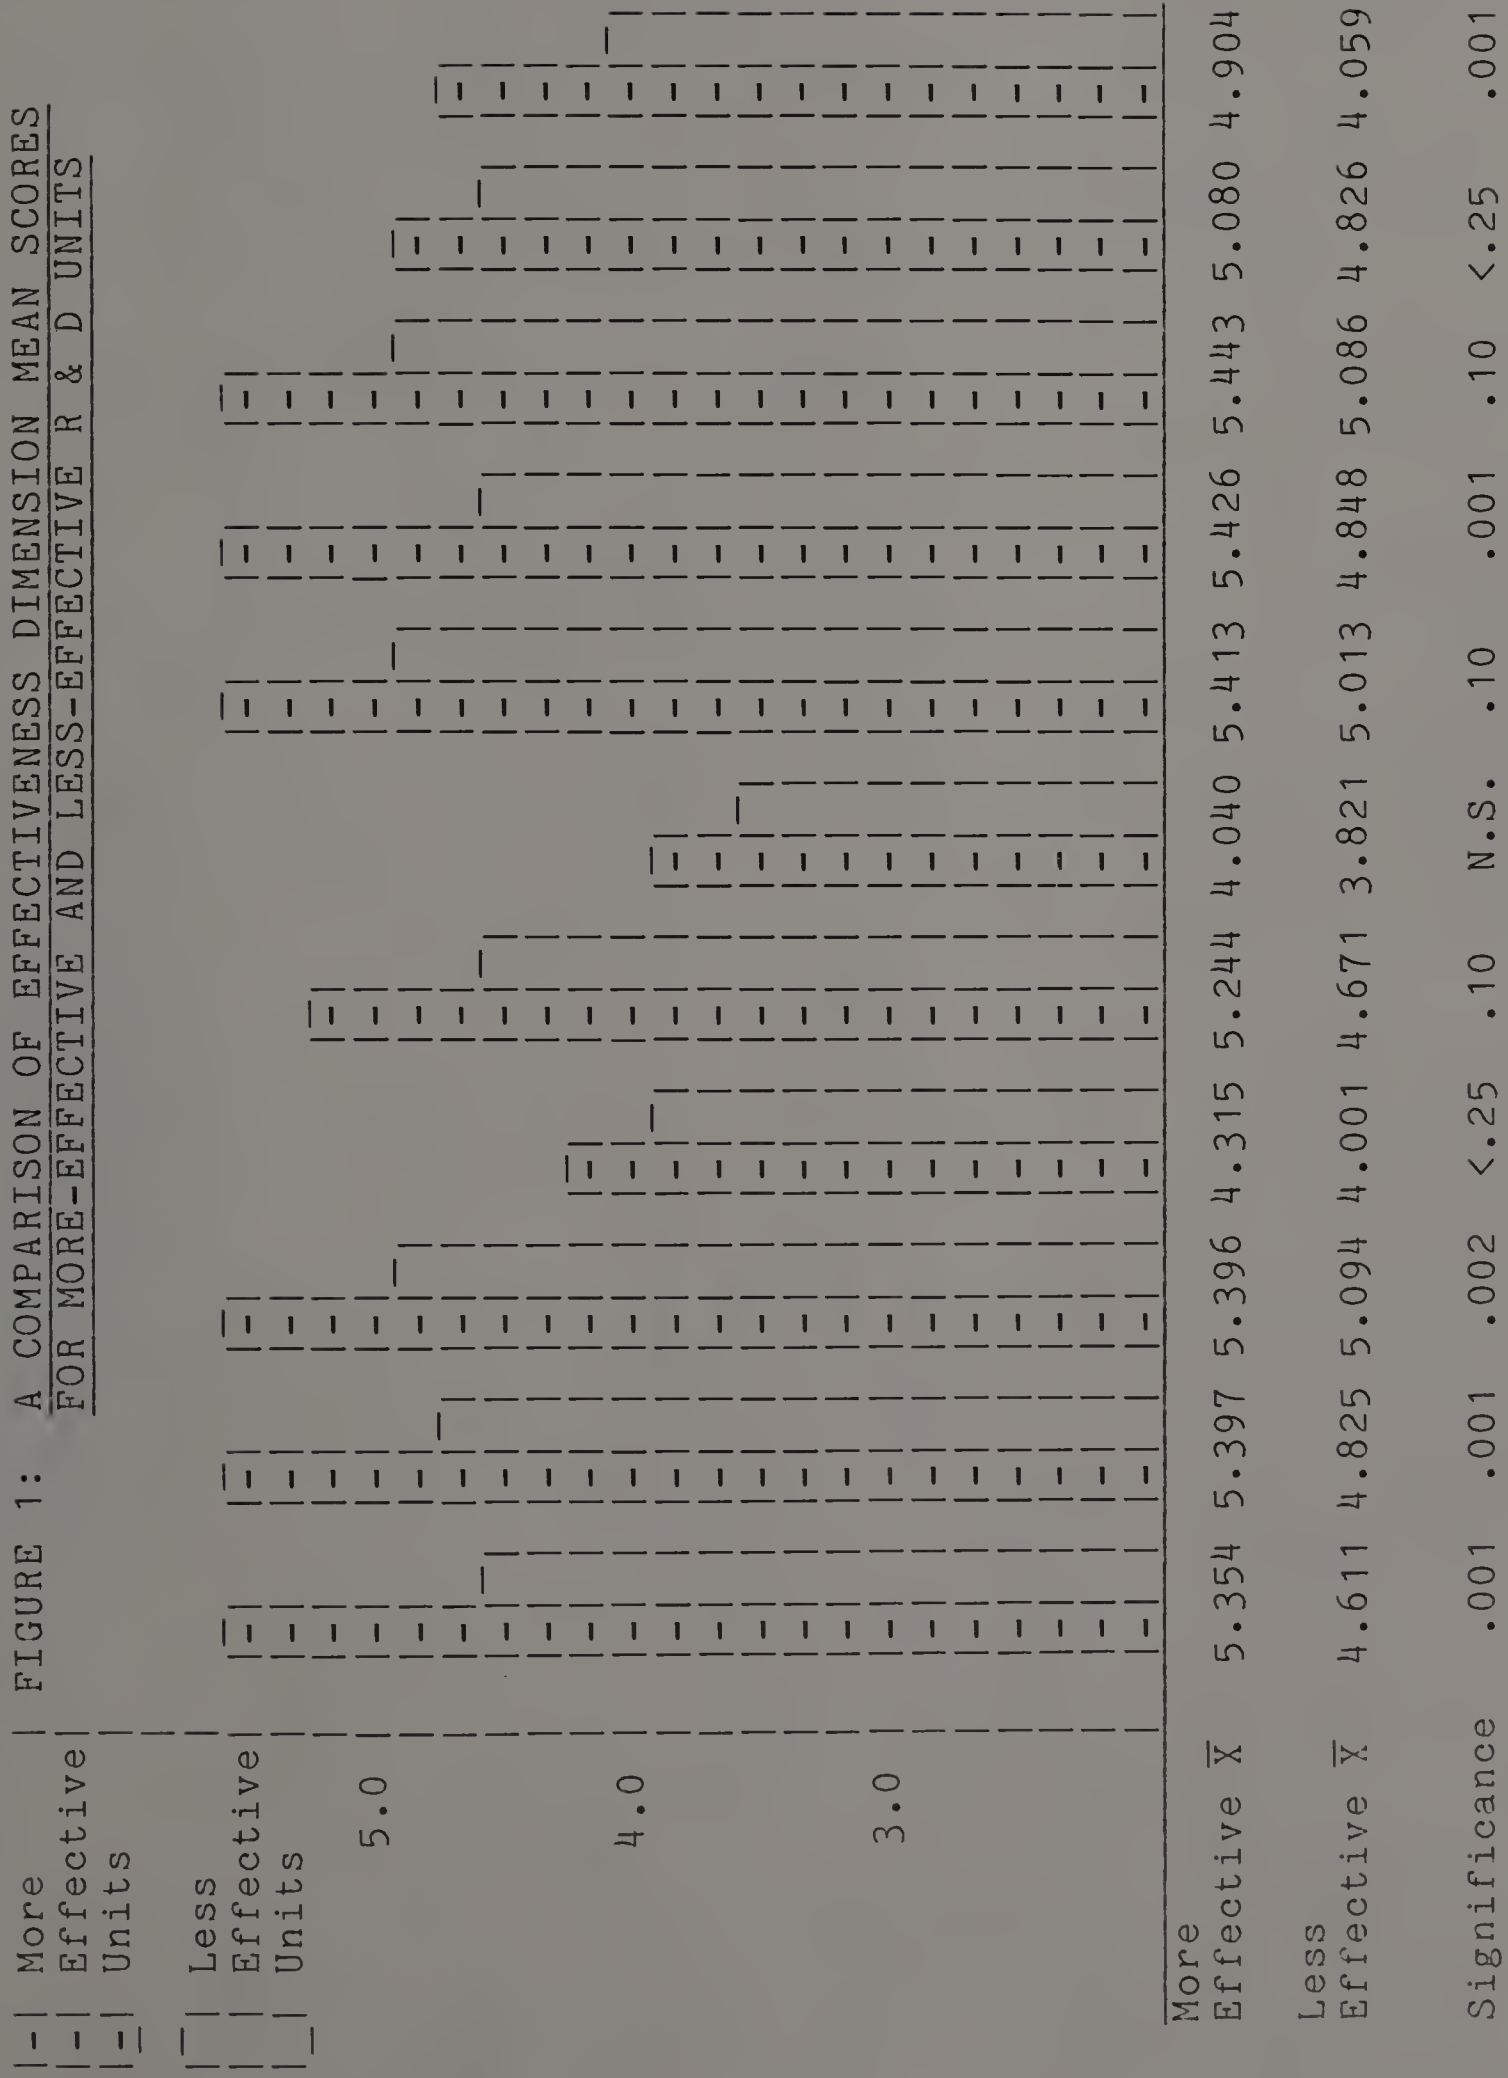 FIGURE 1: A COMPARISON OF EFFECTIVENESS DIMENSION MEAN SCORES
FOR MORE-EFFECTIVE AND LESS-EFFECTIVE R & D UNITS
More
Effective
Units
Less
Effective
Units
5.0
4.0
3.0
More
Effective X̅ 5.354 5.397 5.396 4.315 5.244 4.040 5.413 5.426 5.443 5.080 4.904
Less
Effective X̅ 4.611 4.825 5.094 4.001 4.671 3.821 5.013 4.848 5.086 4.826 4.059
Significance .001 .001 .002 <.25 .10 N.S. .10 .001 .10 <.25 .001